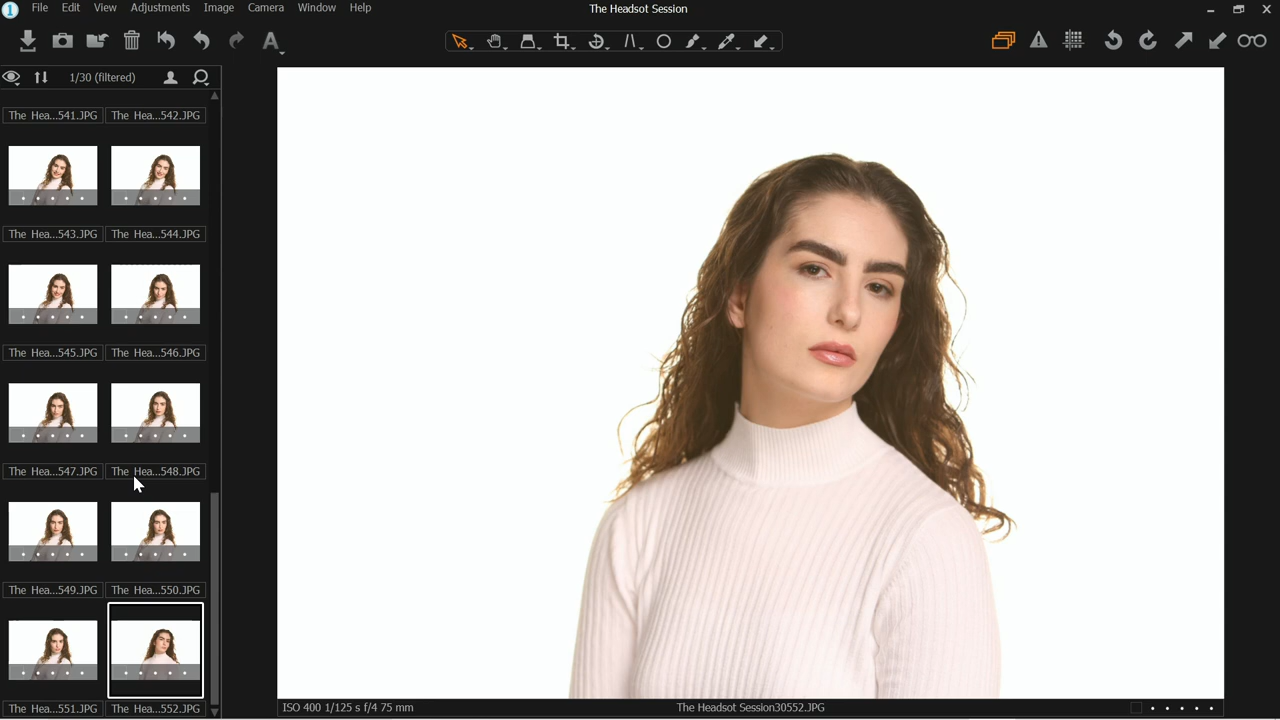 File Edit View Adjustments Image Camera Window Help
The Headsot Session
1/30 (filtered)
The Hea...541.JPG The Hea...542.JPG
The Hea...543.JPG The Hea...544.JPG
The Hea...545.JPG The Hea...546.JPG
The Hea...547.JPG The Hea...548.JPG
The Hea...549.JPG The Hea...550.JPG
The Hea...551.JPG The Hea...552.JPG
ISO 400 1/125 s f/4 75 mm
The Headsot Session30552.JPG